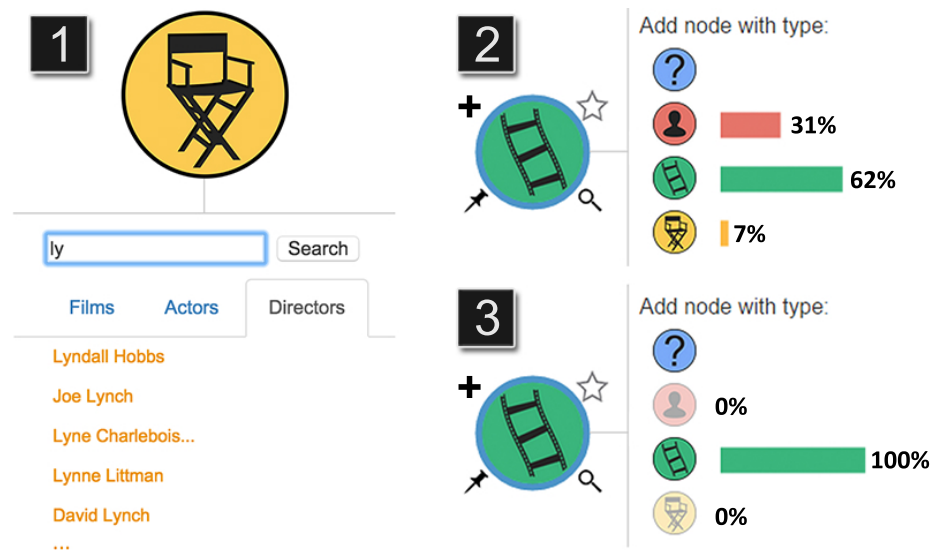 1
ly
Search
Films Actors Directors
Lyndall Hobbs
Joe Lynch
Lyne Charlebois...
Lynne Littman
David Lynch
...
2
Add node with type:
?
31%
62%
7%
3
Add node with type:
?
0%
100%
0%